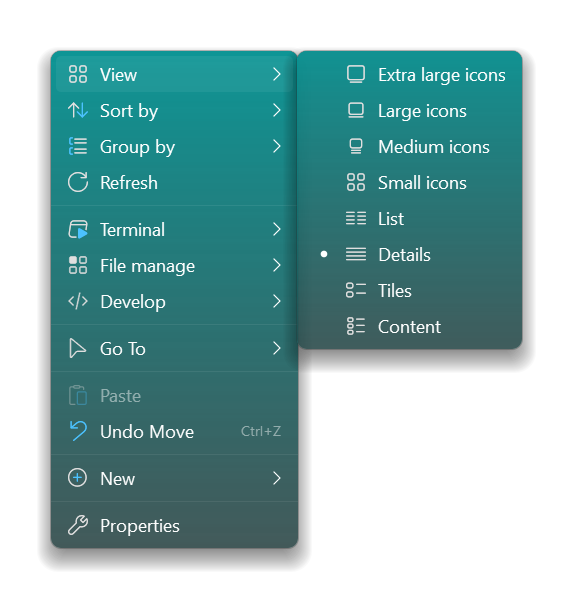 View
Sort by
Group by
Refresh
Terminal
File manage
Develop
Go To
Paste
Undo Move Ctrl+Z
New
Properties
Extra large icons
Large icons
Medium icons
Small icons
List
Details
Tiles
Content